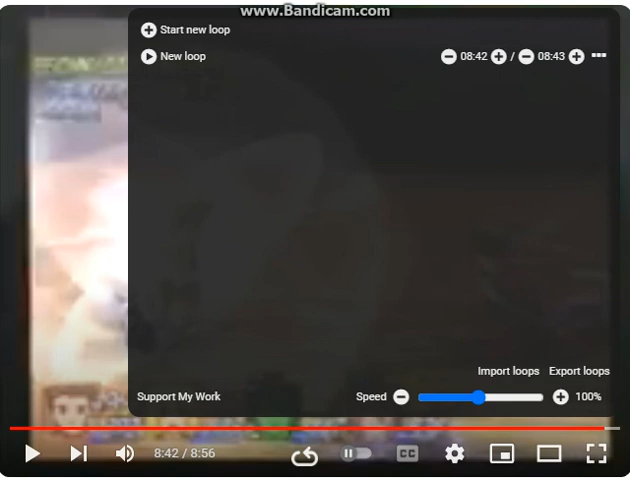 www.Bandicam.com
Start new loop
New loop 08:42 / 08:43
Import loops Export loops
Support My Work Speed 100%
8:42 / 8:56 CC